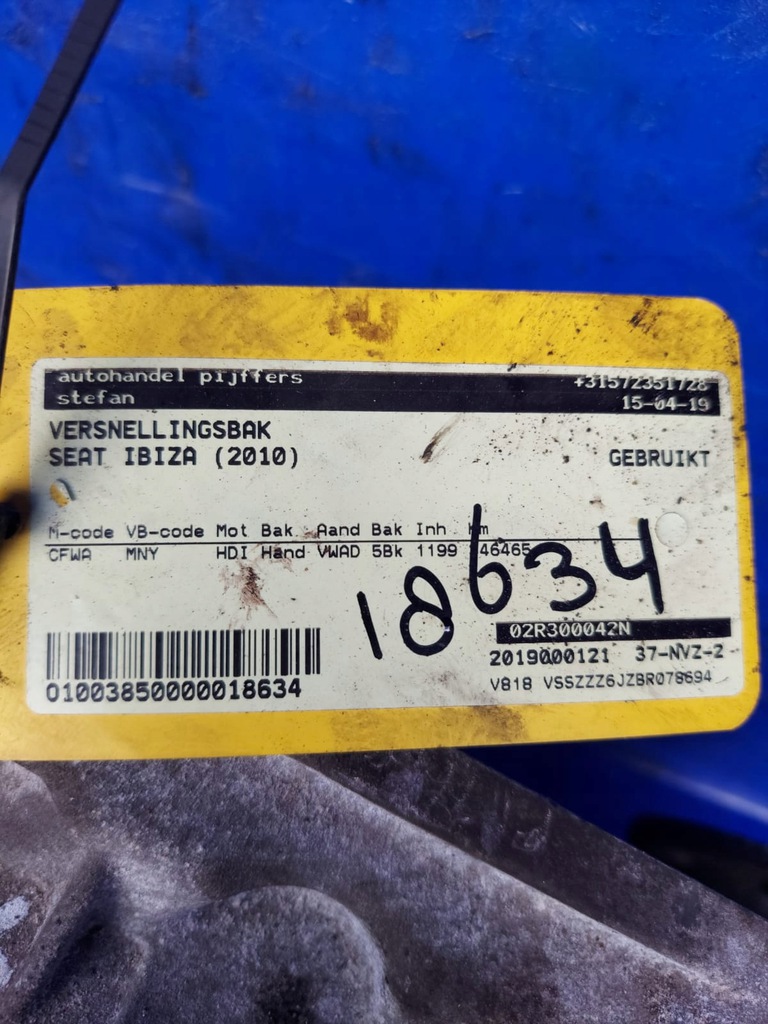 autohandel pijffers +31572351728
stefan 15-04-19
VERSNELLINGSBAK
SEAT IBIZA (2010) GEBRUIKT
M-code VB-code Mot Bak Aand Bak Inh Km
CFWA MNY HDI Hand VWAD 5Bk 1199 46465
18634
02R300042N
2019000121 37-NVZ-2
01003850000018634
V818 VSSZZZ6JZBR078694